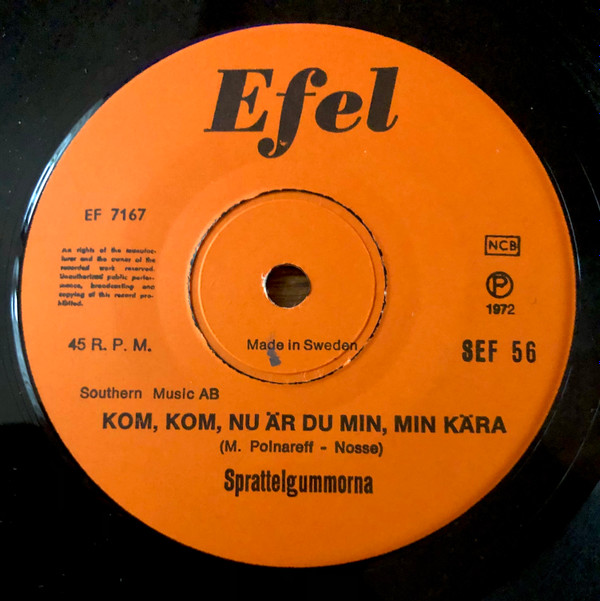 Efel
EF 7167
All rights of the manufac-
turer and the owner of the
recorded work reserved.
Unauthorized public perfor-
mance, broadcasting and
copying of this record pro-
hibited.
NCB
P
1972
45 R. P. M.
Made in Sweden
SEF 56
Southern Music AB
KOM, KOM, NU ÄR DU MIN, MIN KÄRA
(M. Polnareff - Nosse)
Sprattelgummorna